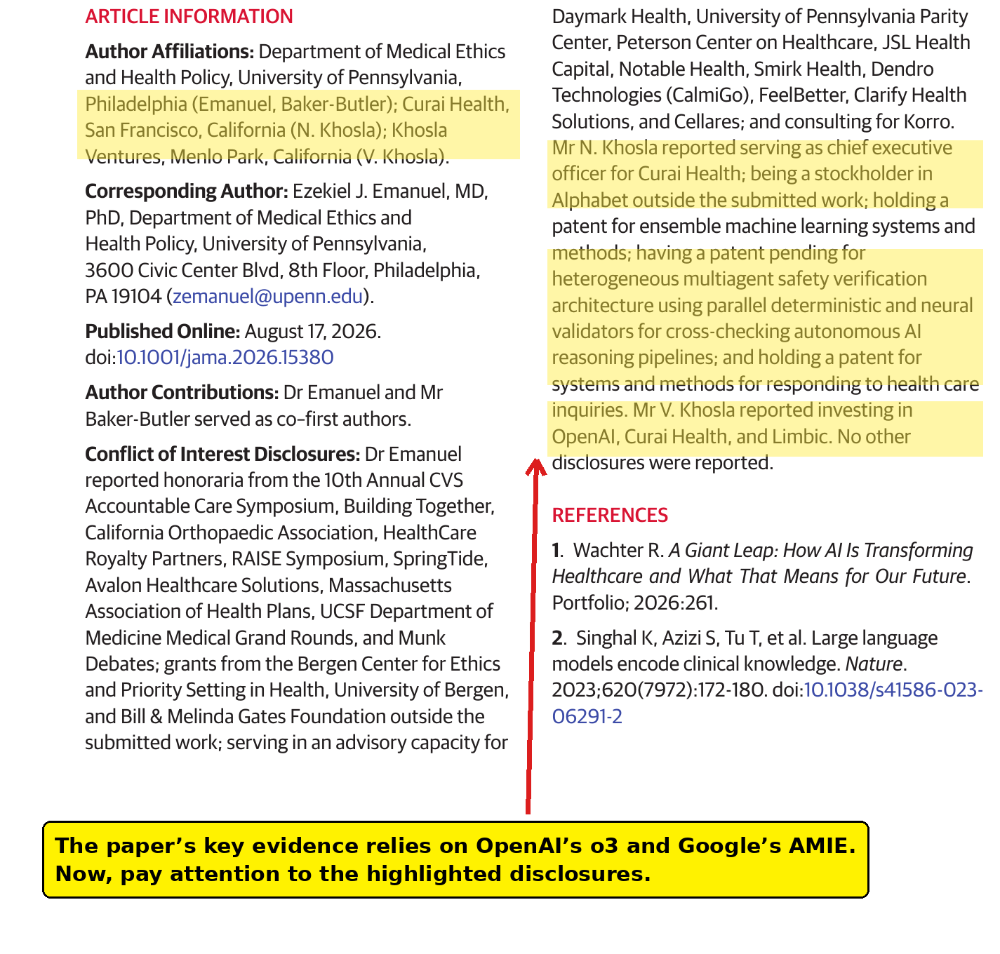 ARTICLE INFORMATION
Author Affiliations: Department of Medical Ethics
and Health Policy, University of Pennsylvania,
Philadelphia (Emanuel, Baker-Butler); Curai Health,
San Francisco, California (N. Khosla); Khosla
Ventures, Menlo Park, California (V. Khosla).
Corresponding Author: Ezekiel J. Emanuel, MD,
PhD, Department of Medical Ethics and
Health Policy, University of Pennsylvania,
3600 Civic Center Blvd, 8th Floor, Philadelphia,
PA 19104 (zemanuel@upenn.edu).
Published Online: August 17, 2026.
doi:10.1001/jama.2026.15380
Author Contributions: Dr Emanuel and Mr
Baker-Butler served as co–first authors.
Conflict of Interest Disclosures: Dr Emanuel
reported honoraria from the 10th Annual CVS
Accountable Care Symposium, Building Together,
California Orthopaedic Association, HealthCare
Royalty Partners, RAISE Symposium, SpringTide,
Avalon Healthcare Solutions, Massachusetts
Association of Health Plans, UCSF Department of
Medicine Medical Grand Rounds, and Munk
Debates; grants from the Bergen Center for Ethics
and Priority Setting in Health, University of Bergen,
and Bill & Melinda Gates Foundation outside the
submitted work; serving in an advisory capacity for
Daymark Health, University of Pennsylvania Parity
Center, Peterson Center on Healthcare, JSL Health
Capital, Notable Health, Smirk Health, Dendro
Technologies (CalmiGo), FeelBetter, Clarify Health
Solutions, and Cellares; and consulting for Korro.
Mr N. Khosla reported serving as chief executive
officer for Curai Health; being a stockholder in
Alphabet outside the submitted work; holding a
patent for ensemble machine learning systems and
methods; having a patent pending for
heterogeneous multiagent safety verification
architecture using parallel deterministic and neural
validators for cross-checking autonomous AI
reasoning pipelines; and holding a patent for
systems and methods for responding to health care
inquiries. Mr V. Khosla reported investing in
OpenAI, Curai Health, and Limbic. No other
disclosures were reported.
REFERENCES
1. Wachter R. A Giant Leap: How AI Is Transforming
Healthcare and What That Means for Our Future.
Portfolio; 2026:261.
2. Singhal K, Azizi S, Tu T, et al. Large language
models encode clinical knowledge. Nature.
2023;620(7972):172-180. doi:10.1038/s41586-023-
06291-2
The paper’s key evidence relies on OpenAI’s o3 and Google’s AMIE.
Now, pay attention to the highlighted disclosures.